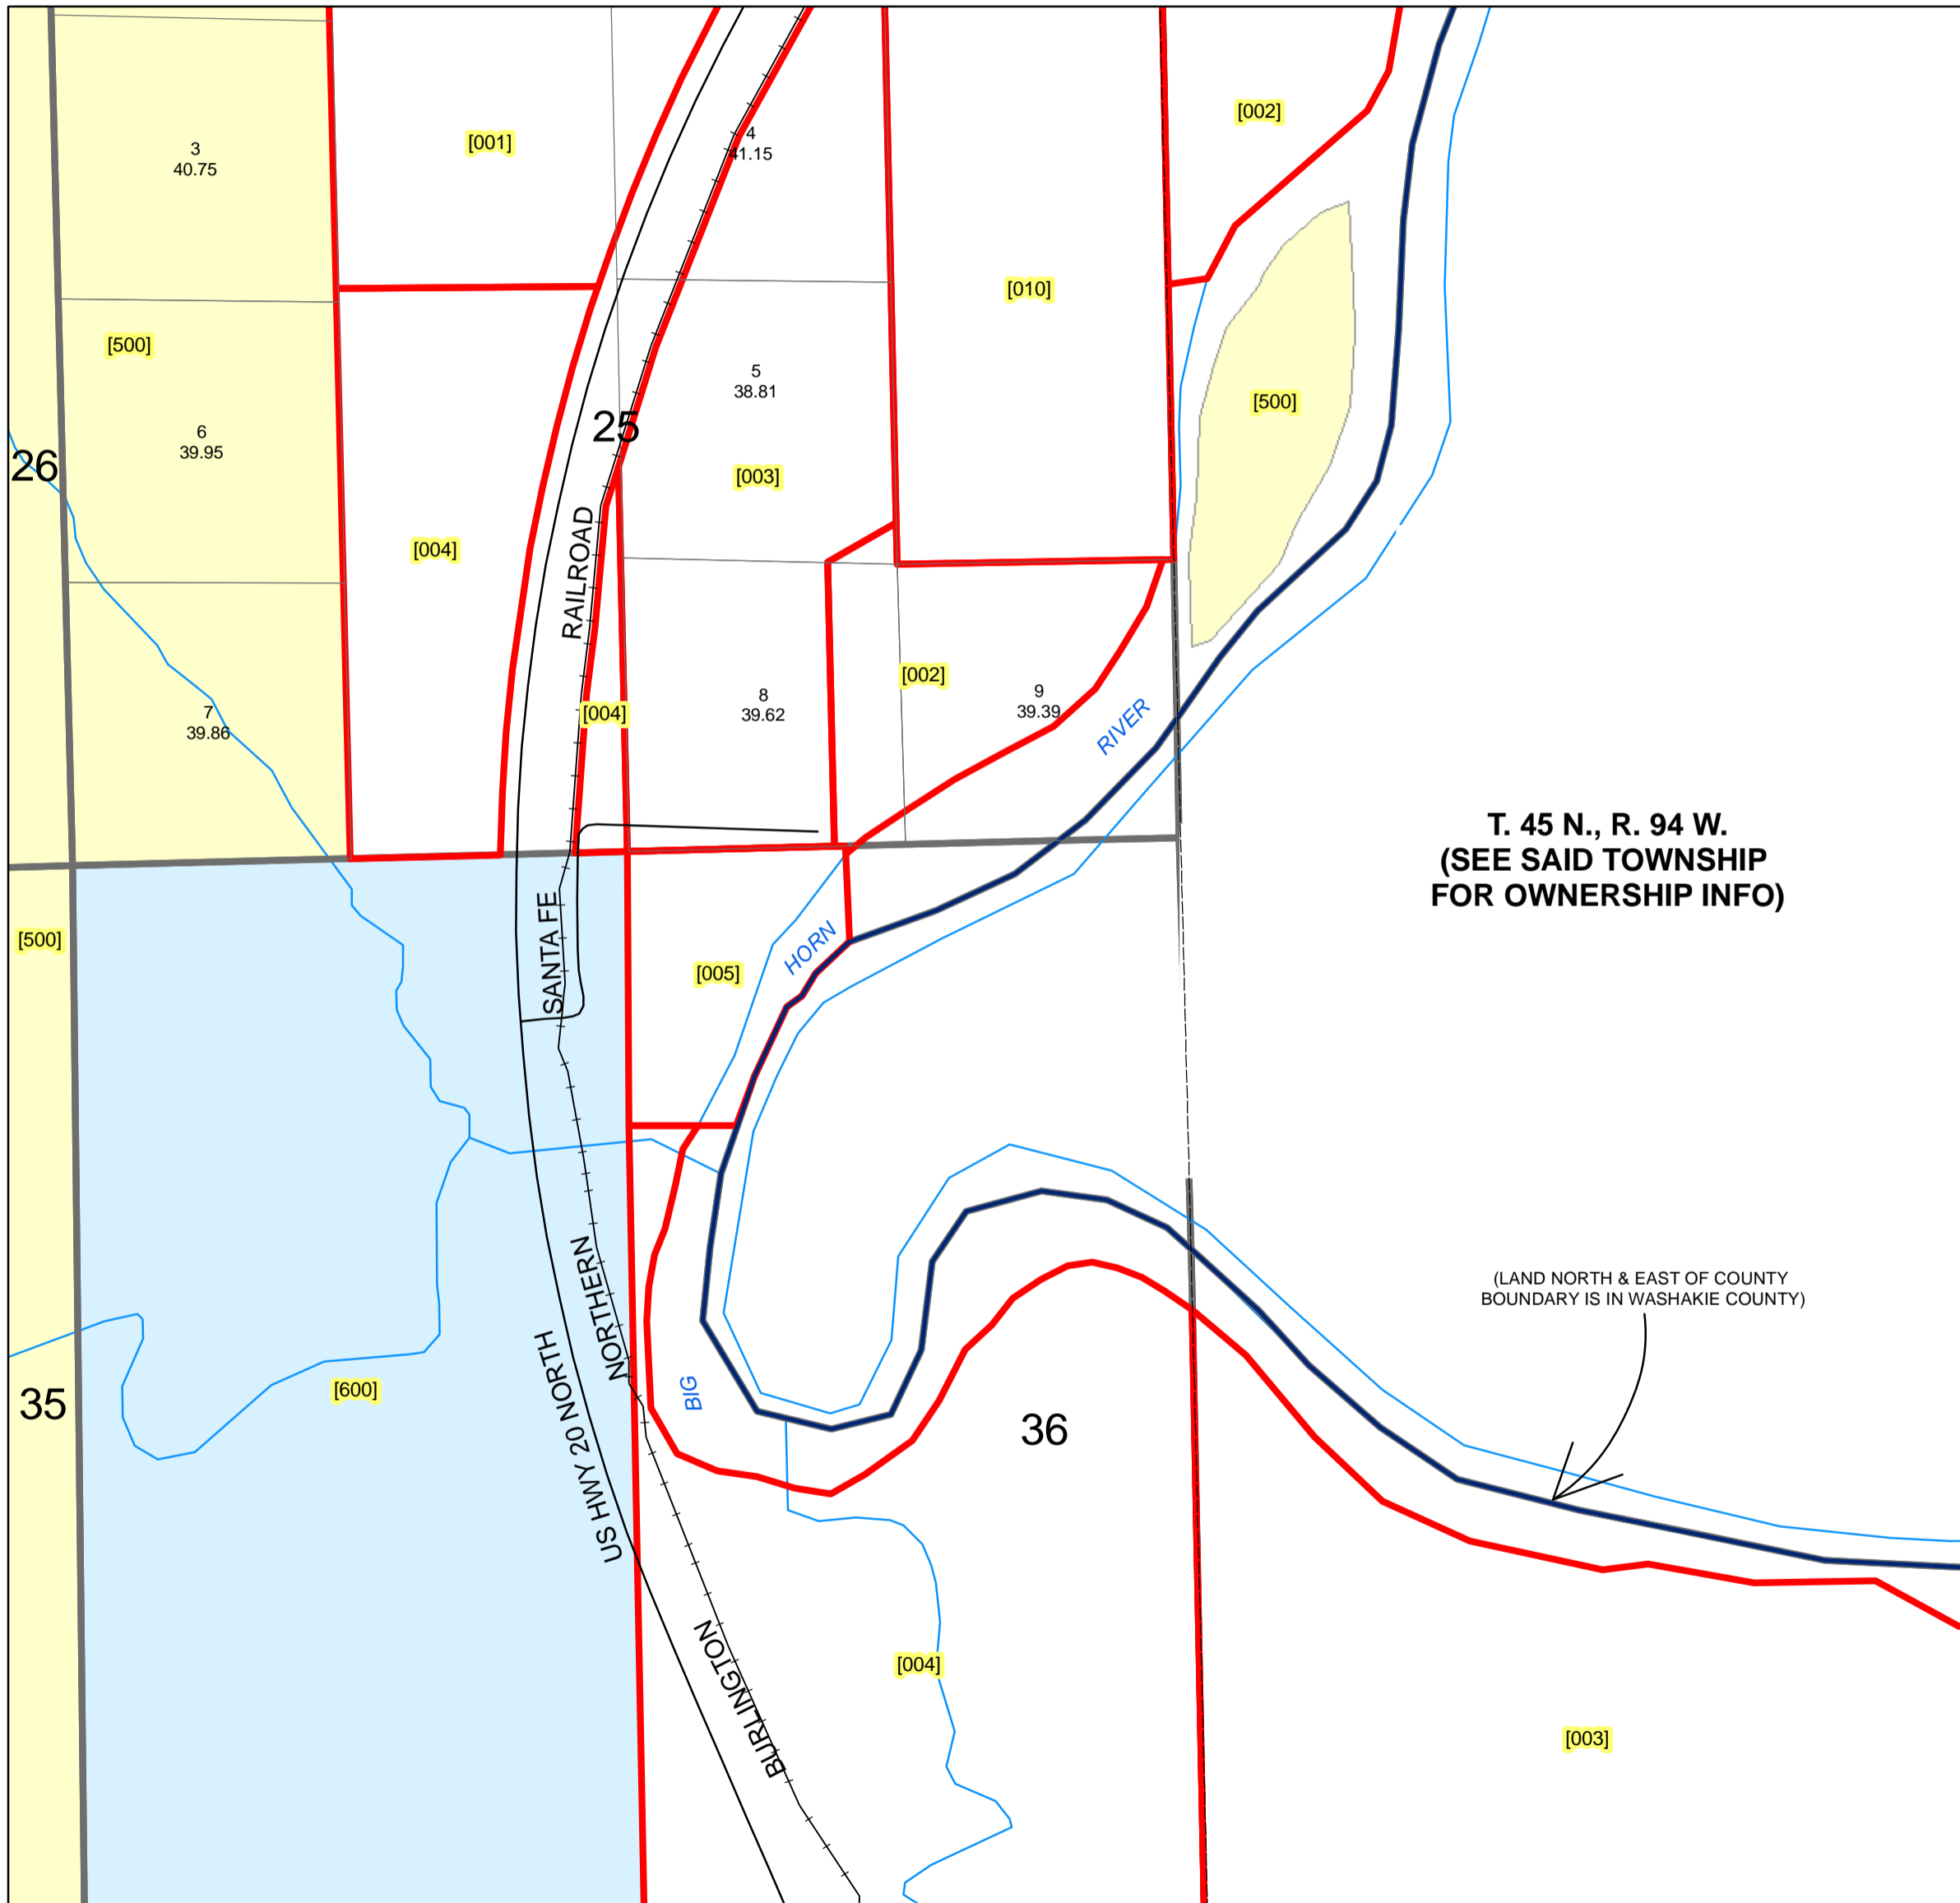 [002]
[001]
4
41.15
3
40.75
[010]
[500]
5
38.81
[500]
25
6
39.95
26
[003]
[004]
RAILROAD
[002]
8
39.62
9
39.39
[004]
7
39.86
RIVER
T. 45 N., R. 94 W.
(SEE SAID TOWNSHIP
FOR OWNERSHIP INFO)
[500]
SANTA FE
HORN
[005]
(LAND NORTH & EAST OF COUNTY
BOUNDARY IS IN WASHAKIE COUNTY)
NORTHERN
US HWY 20 NORTH
BIG
[600]
35
36
BURLINGTON
[004]
[003]